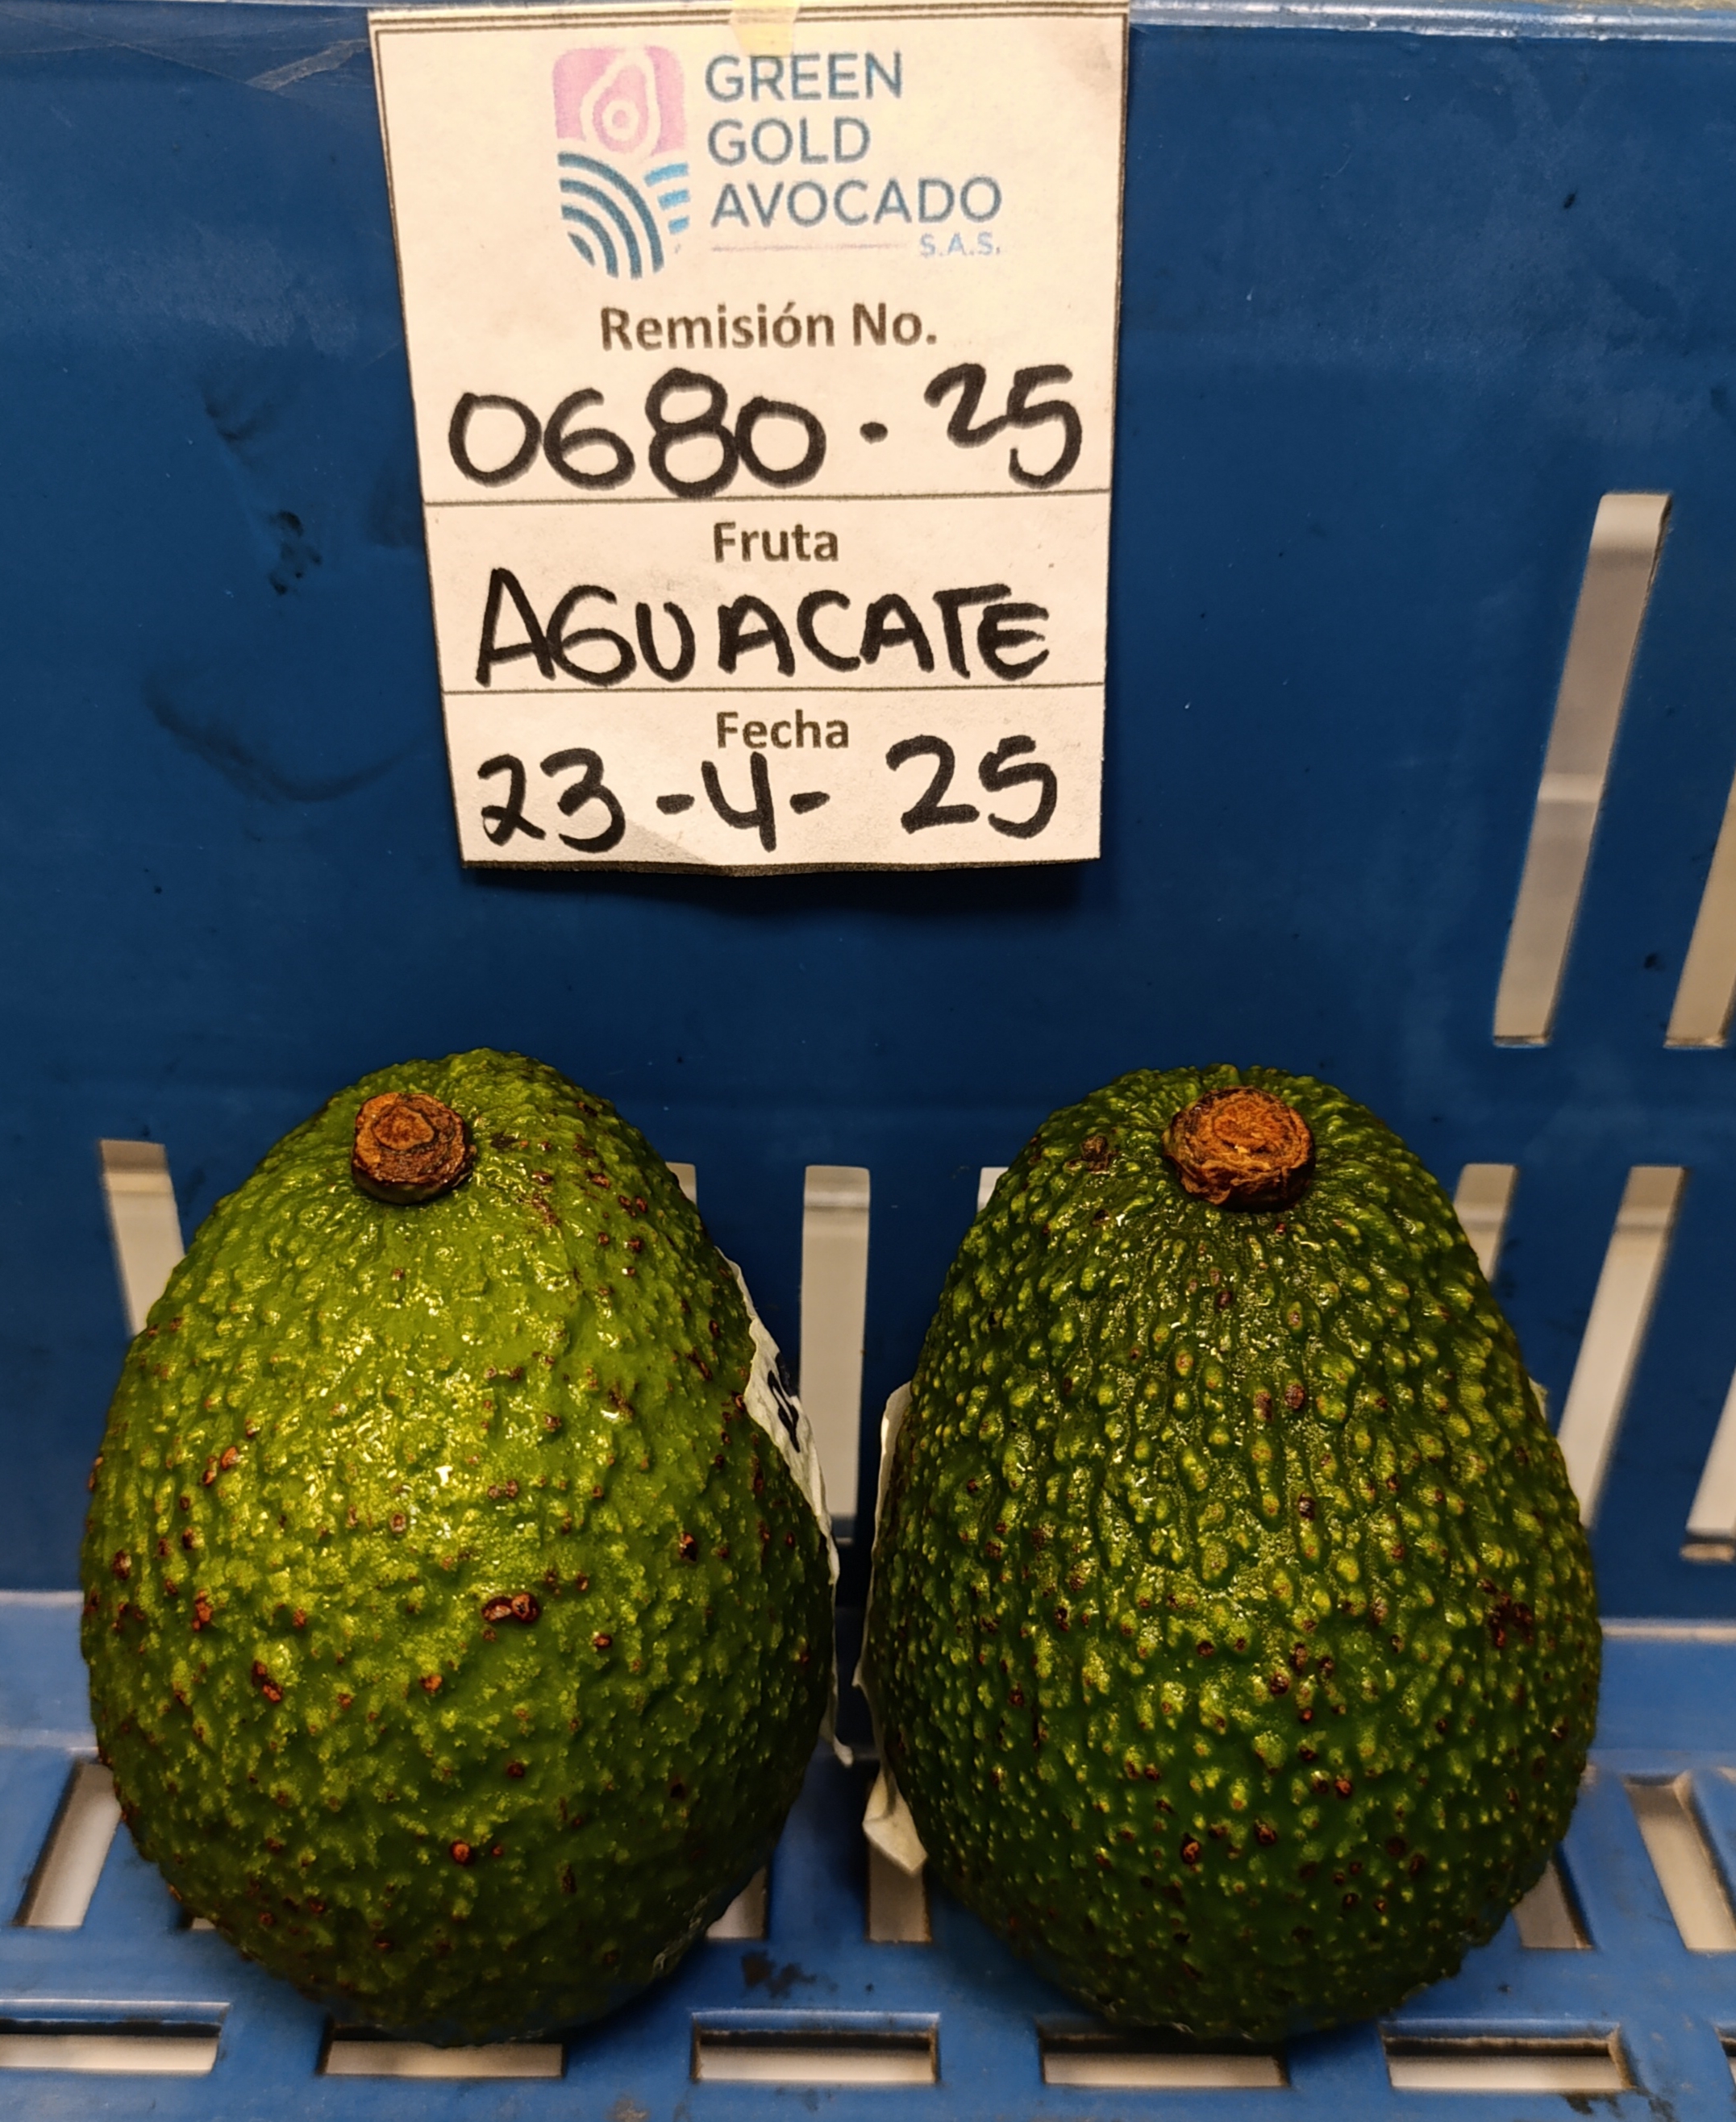 GREEN
GOLD
AVOCADO
S.A.S.
Remisión No.
0680 - 25
Fruta
AGUACATE
Fecha
23-4-25